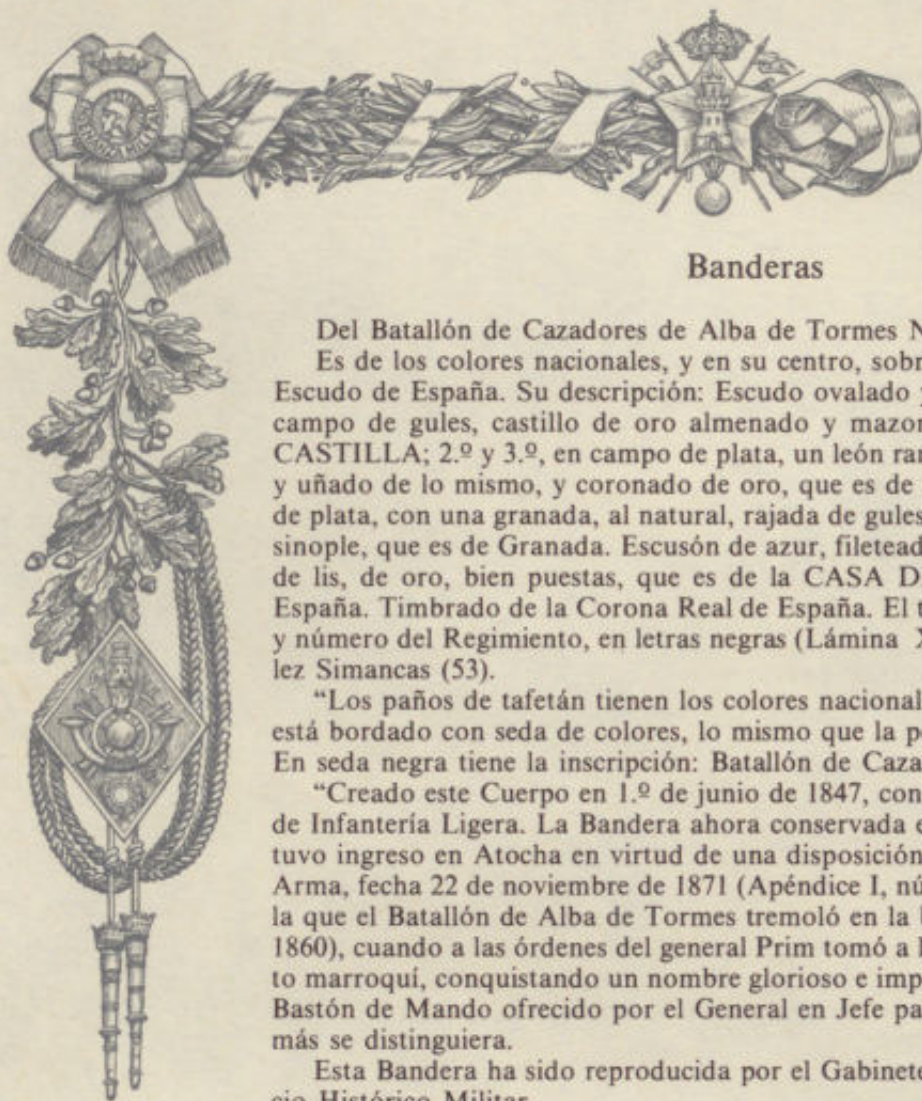 Banderas
Del Batallón de Cazadores de Alba de Tormes
Es de los colores nacionales, y en su centro, sobr
Escudo de España. Su descripción: Escudo ovalado y
campo de gules, castillo de oro almenado y mazor
CASTILLA; 2.º y 3.º, en campo de plata, un león ram
y uñado de lo mismo, y coronado de oro, que es de
de plata, con una granada, al natural, rajada de gules
sinople, que es de Granada. Escusón de azur, filetead
de lis, de oro, bien puestas, que es de la CASA D
España. Timbrado de la Corona Real de España. El
y número del Regimiento, en letras negras (Lámina
lez Simancas (53).
“Los paños de tafetán tienen los colores nacional
está bordado con seda de colores, lo mismo que la
En seda negra tiene la inscripción: Batallón de Caza
“Creado este Cuerpo en 1.º de junio de 1847, con
de Infantería Ligera. La Bandera ahora conservada e
tuvo ingreso en Atocha en virtud de una disposición
Arma, fecha 22 de noviembre de 1871 (Apéndice I, nú
la que el Batallón de Alba de Tormes tremoló en la
1860), cuando a las órdenes del general Prim tomó a
to marroquí, conquistando un nombre glorioso e imp
Bastón de Mando ofrecido por el General en Jefe pa
más se distinguiera.
Esta Bandera ha sido reproducida por el Gabinete
cio Histórico Militar.